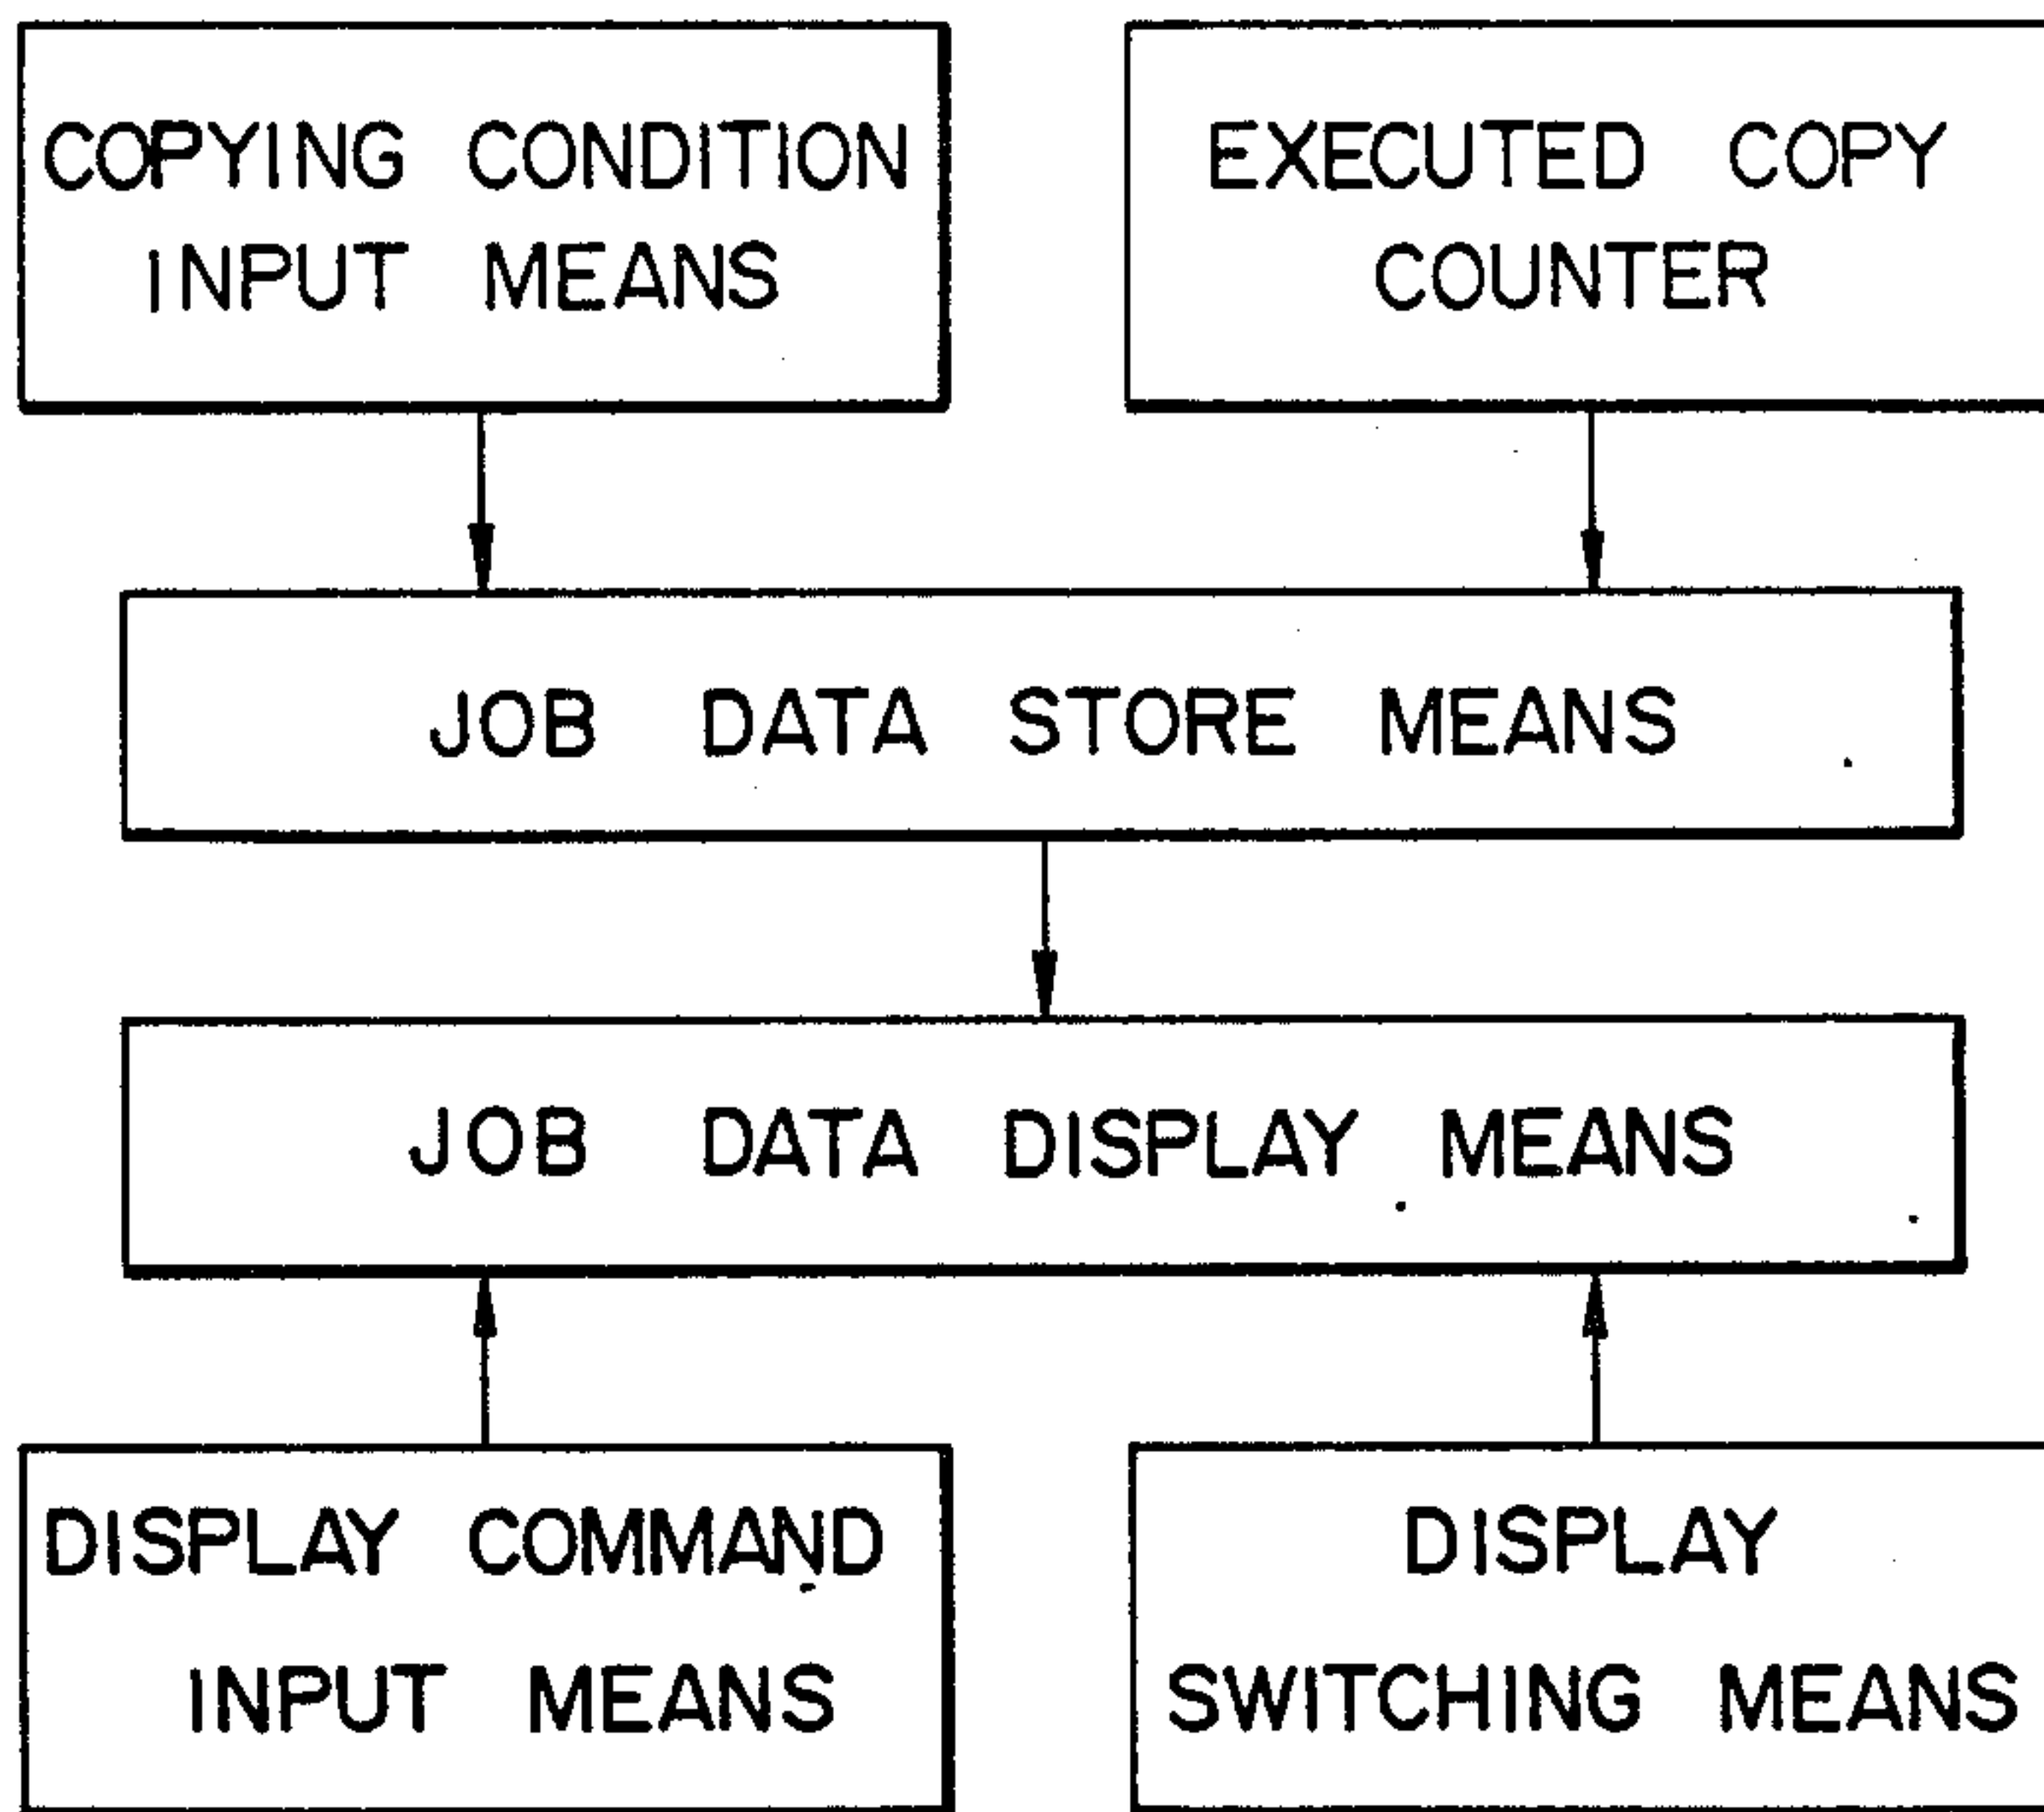 COPYING CONDITION
INPUT MEANS
EXECUTED COPY
COUNTER
JOB DATA STORE MEANS
JOB DATA DISPLAY MEANS
DISPLAY COMMAND
INPUT MEANS
DISPLAY
SWITCHING MEANS